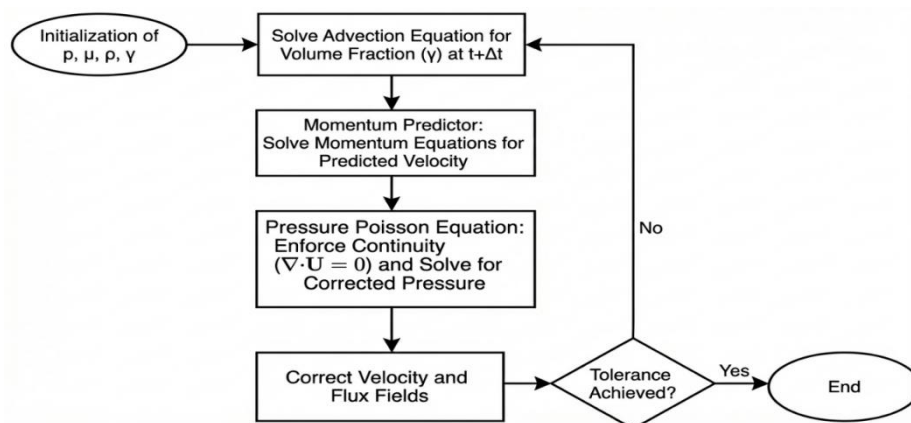 Initialization of
p, μ, ρ, γ
Solve Advection Equation for
Volume Fraction (γ) at t+Δt
Momentum Predictor:
Solve Momentum Equations for
Predicted Velocity
Pressure Poisson Equation:
Enforce Continuity
(∇·U = 0) and Solve for
Corrected Pressure
No
Correct Velocity and
Flux Fields
Tolerance
Achieved?
Yes
End